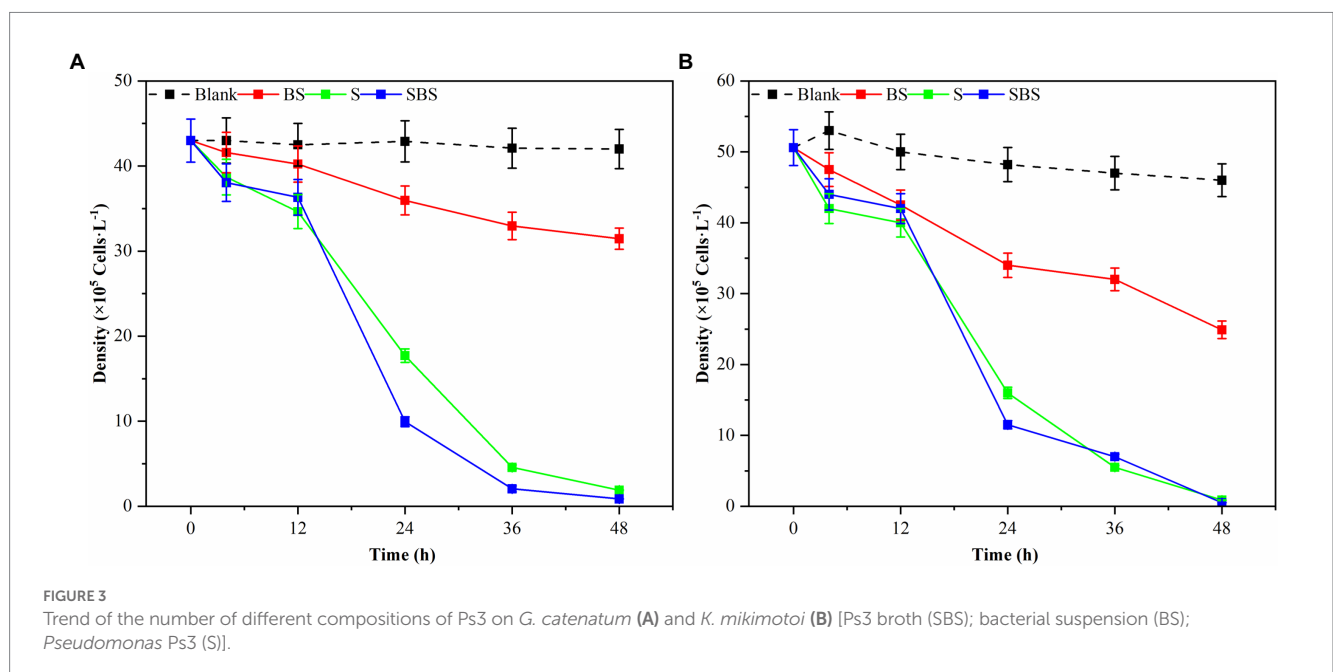 A
B
Blank BS S SBS
Blank BS S SBS
50
40
30
20
10
0
Density (×10⁵ Cells·L⁻¹)
0 12 24 36 48
Time (h)
60
50
40
30
20
10
0
Density (×10⁵ Cells·L⁻¹)
0 12 24 36 48
Time (h)
FIGURE 3
Trend of the number of different compositions of Ps3 on G. catenatum (A) and K. mikimotoi (B) [Ps3 broth (SBS); bacterial suspension (BS);
Pseudomonas Ps3 (S)].